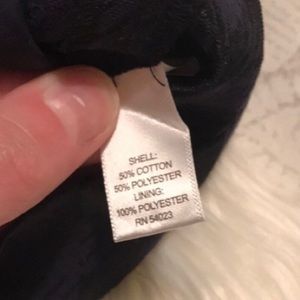 SHELL:
50% COTTON
50% POLYESTER
LINING:
100% POLYESTER
RN 54023